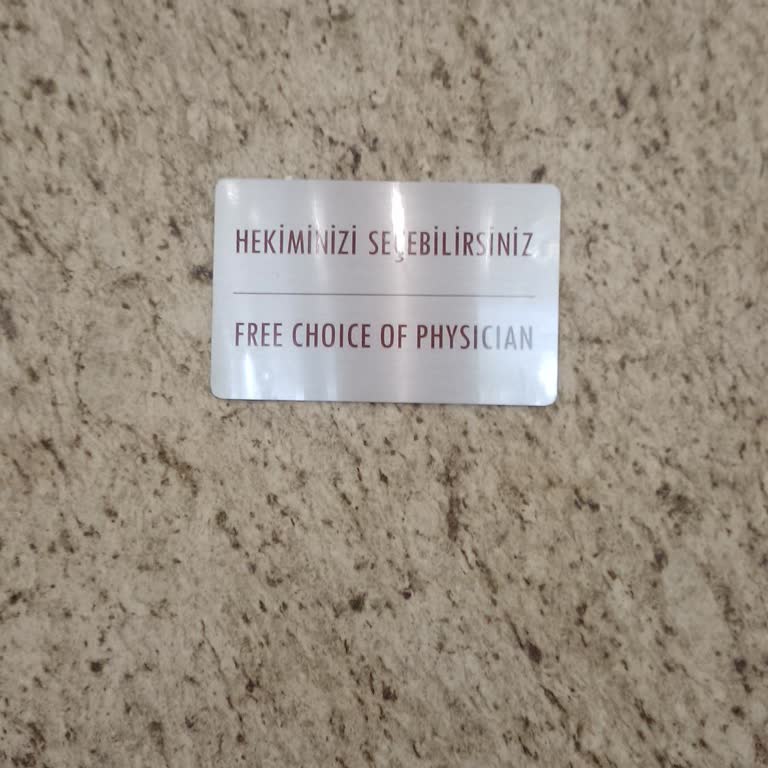 HEKİMİNİZİ SEÇEBİLİRSİNİZ
FREE CHOICE OF PHYSICIAN